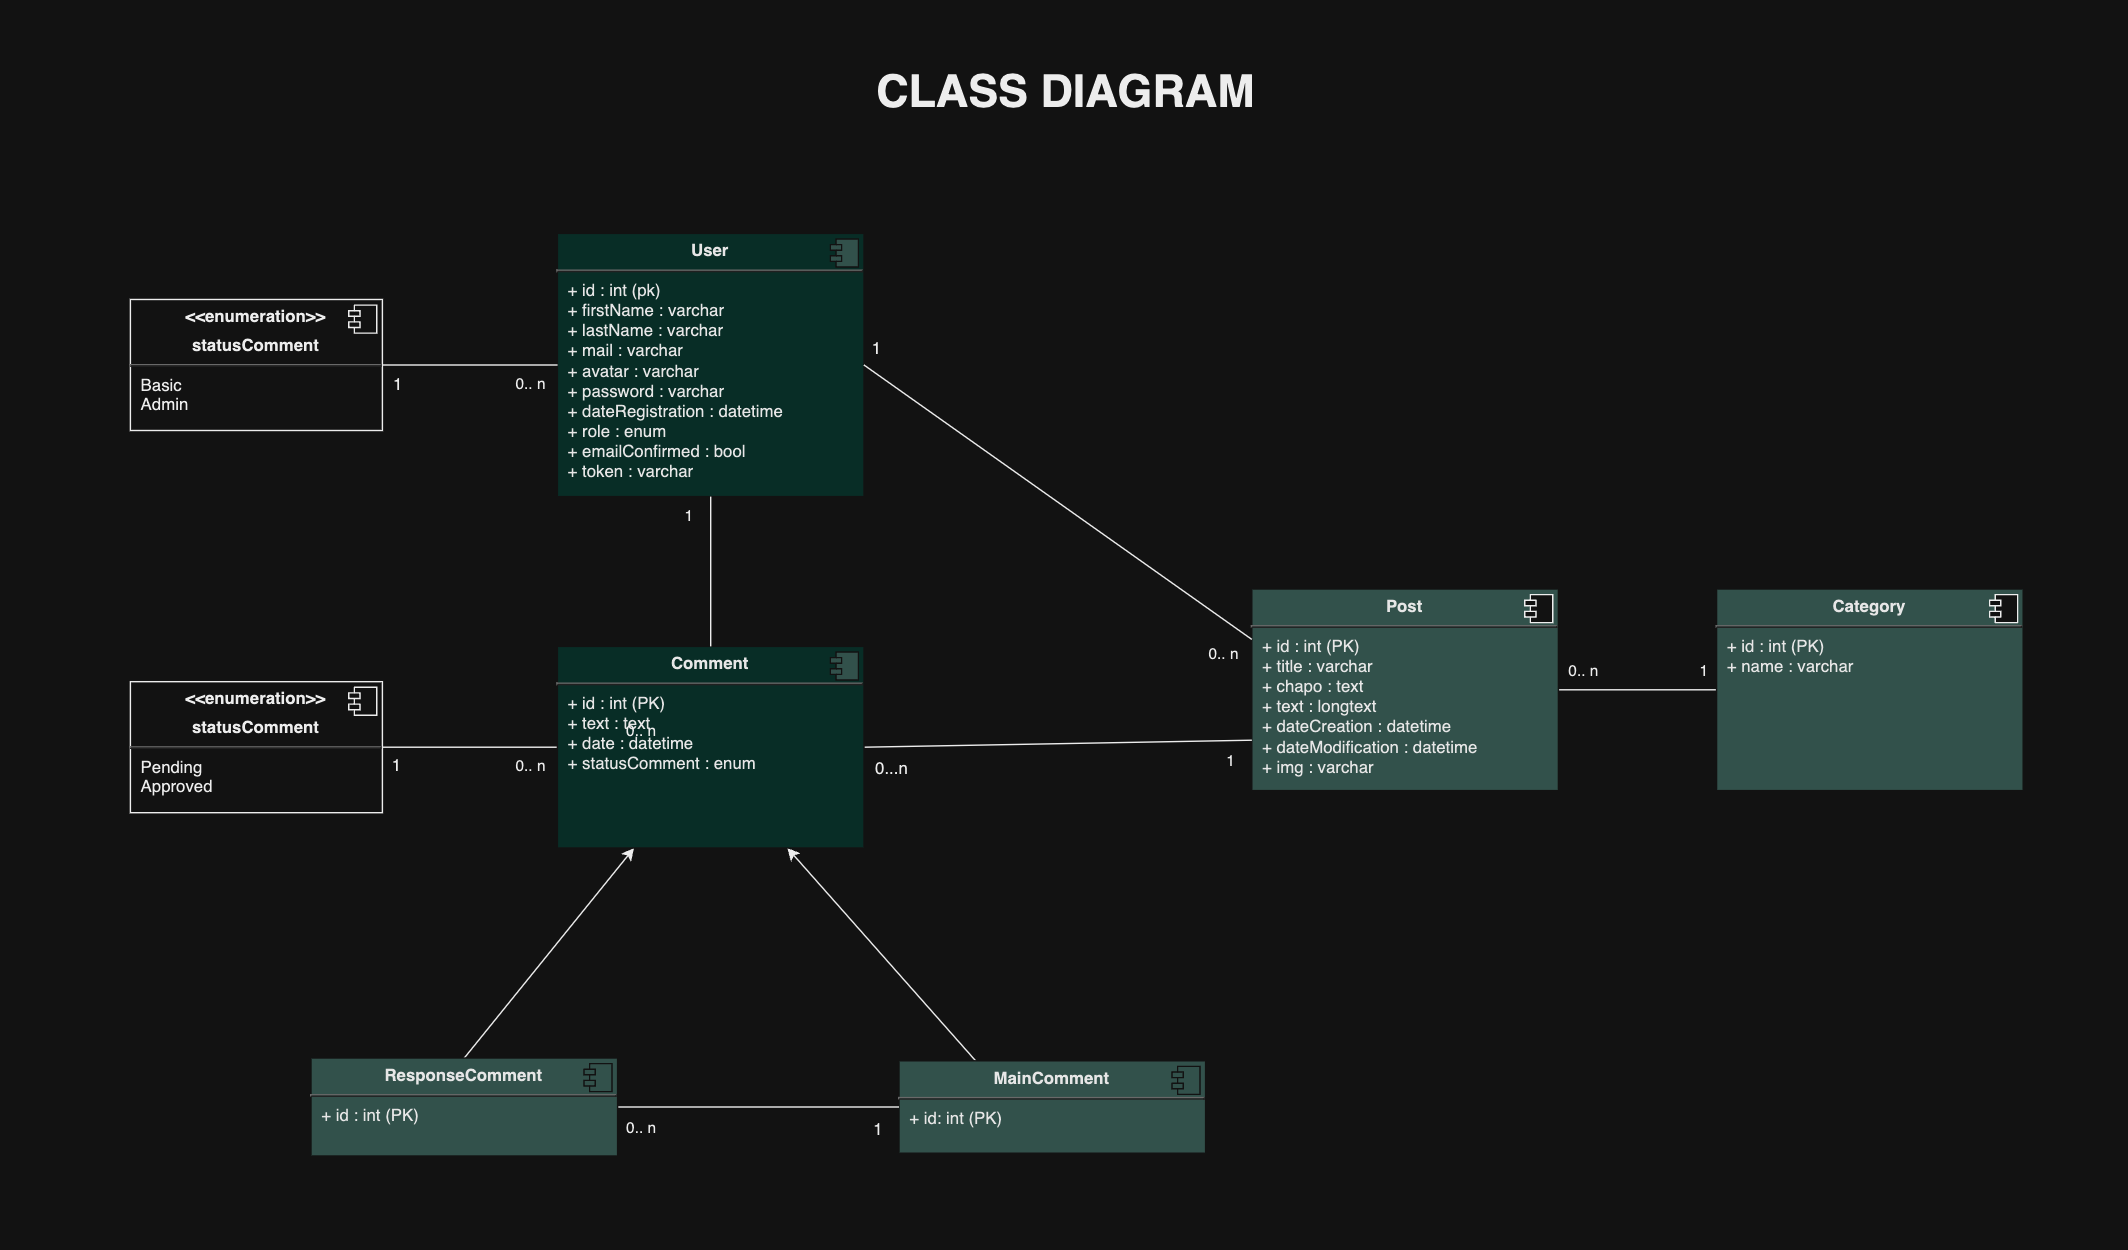 CLASS DIAGRAM
User
+ id : int (pk)
+ firstName : varchar
+ lastName : varchar
+ mail : varchar
+ avatar : varchar
+ password : varchar
+ dateRegistration : datetime
+ role : enum
+ emailConfirmed : bool
+ token : varchar
<<enumeration>>
statusComment
Basic
Admin
1
0.. n
1
1
0.. n
Post
+ id : int (PK)
+ title : varchar
+ chapo : text
+ text : longtext
+ dateCreation : datetime
+ dateModification : datetime
+ img : varchar
0.. n
1
Category
+ id : int (PK)
+ name : varchar
Comment
+ id : int (PK)
+ text : text
0.. n
+ date : datetime
+ statusComment : enum
<<enumeration>>
statusComment
Pending
Approved
1
0.. n
0...n
1
ResponseComment
+ id : int (PK)
0.. n
1
MainComment
+ id: int (PK)